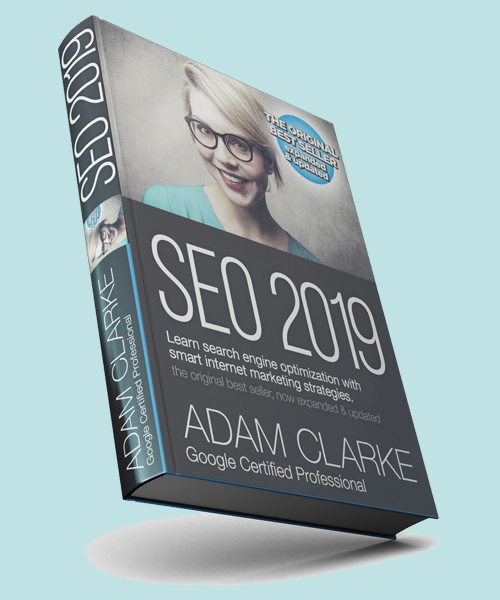 SEO 2019
ADAM CLARKE
Google Certified Professional
THE ORIGINAL
BEST SELLER!
expanded
& updated
SEO 2019
Learn search engine optimization with
smart internet marketing strategies.
the original best seller, now expanded & updated
ADAM CLARKE
Google Certified Professional